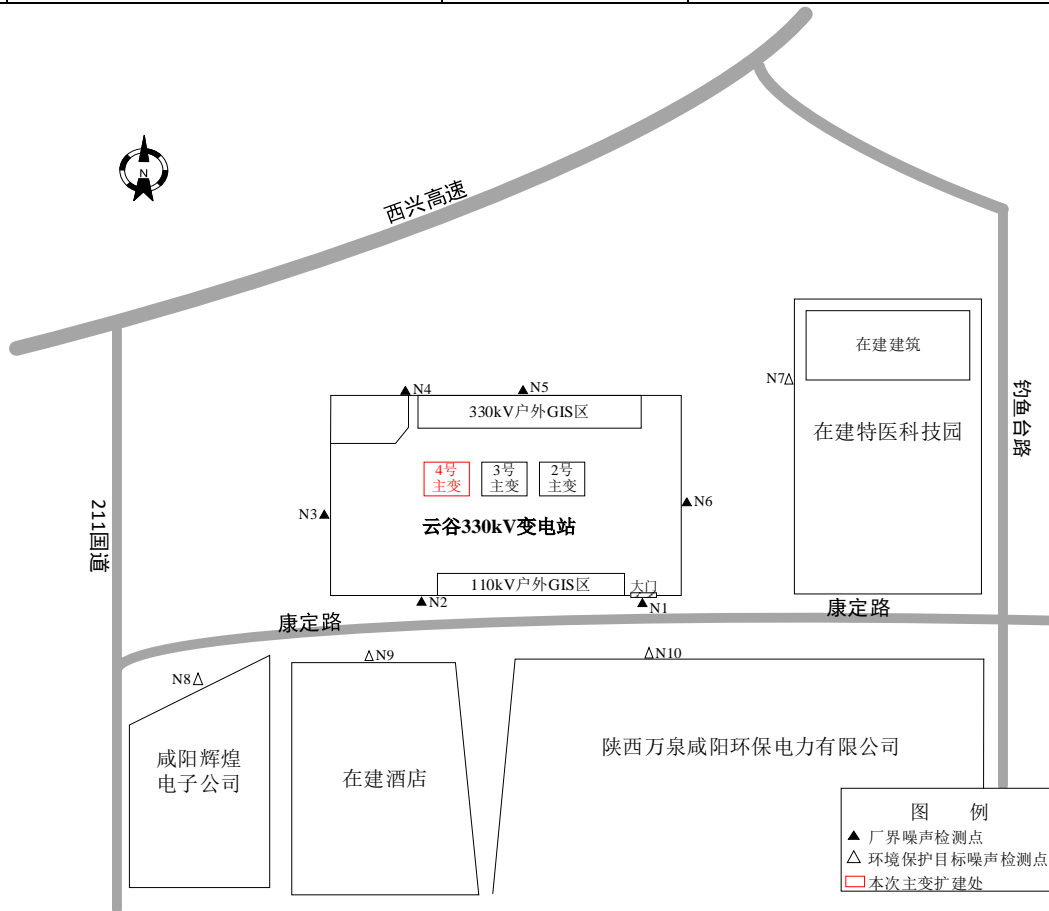 N
西兴高速
在建建筑
N7
N4
N5
330kV户外GIS区
钓鱼台路
在建特医科技园
4号
主变
3号
主变
2号
主变
N6
211国道
N3
云谷330kV变电站
110kV户外GIS区
大门
N2
N1
康定路
康定路
N9
N10
N8
咸阳辉煌
电子公司
在建酒店
陕西万泉咸阳环保电力有限公司
图 例
厂界噪声检测点
环境保护目标噪声检测点
本次主变扩建处